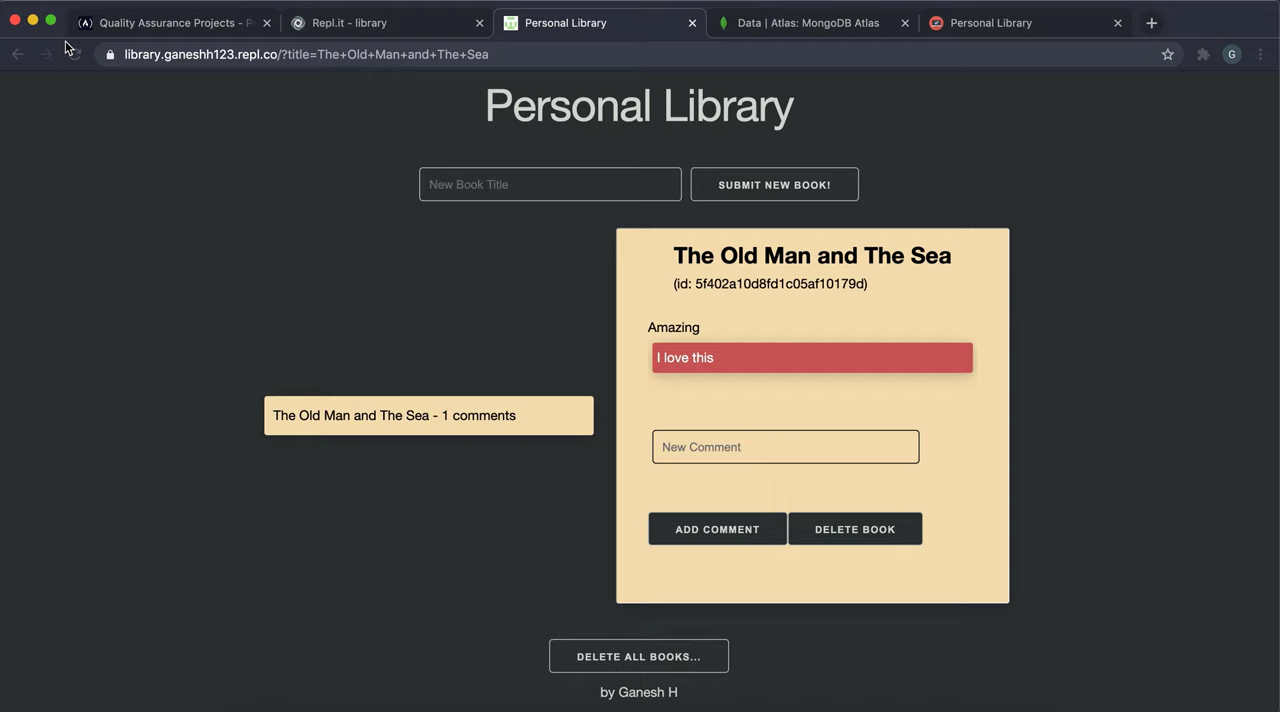 Quality Assurance Projects - P
Repl.it - library
Personal Library
Data | Atlas: MongoDB Atlas
Personal Library
library.ganeshh123.repl.co/?title=The+Old+Man+and+The+Sea
G
Personal Library
New Book Title
SUBMIT NEW BOOK!
The Old Man and The Sea
(id: 5f402a10d8fd1c05af10179d)
Amazing
I love this
The Old Man and The Sea - 1 comments
New Comment
ADD COMMENT
DELETE BOOK
DELETE ALL BOOKS...
by Ganesh H